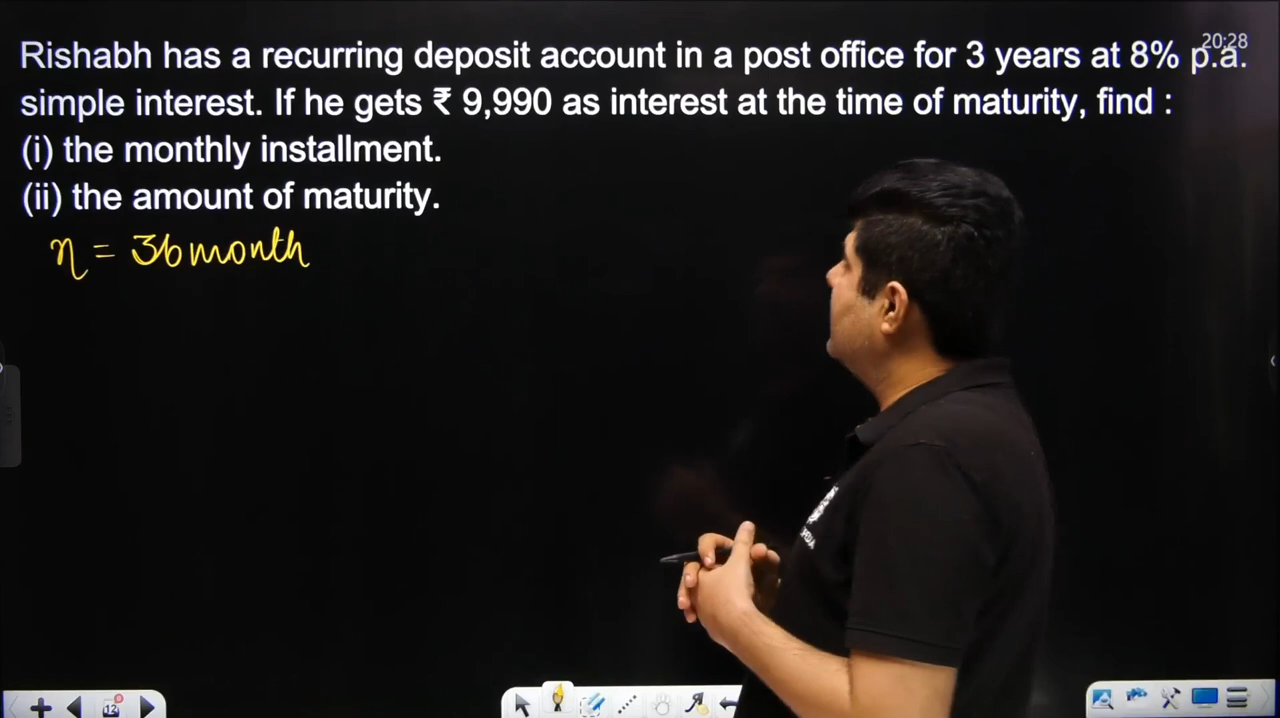 Rishabh has a recurring deposit account in a post office for 3 years at 8% p.a.
simple interest. If he gets ₹ 9,990 as interest at the time of maturity, find :
(i) the monthly installment.
(ii) the amount of maturity.
n = 36 month
20:28
12